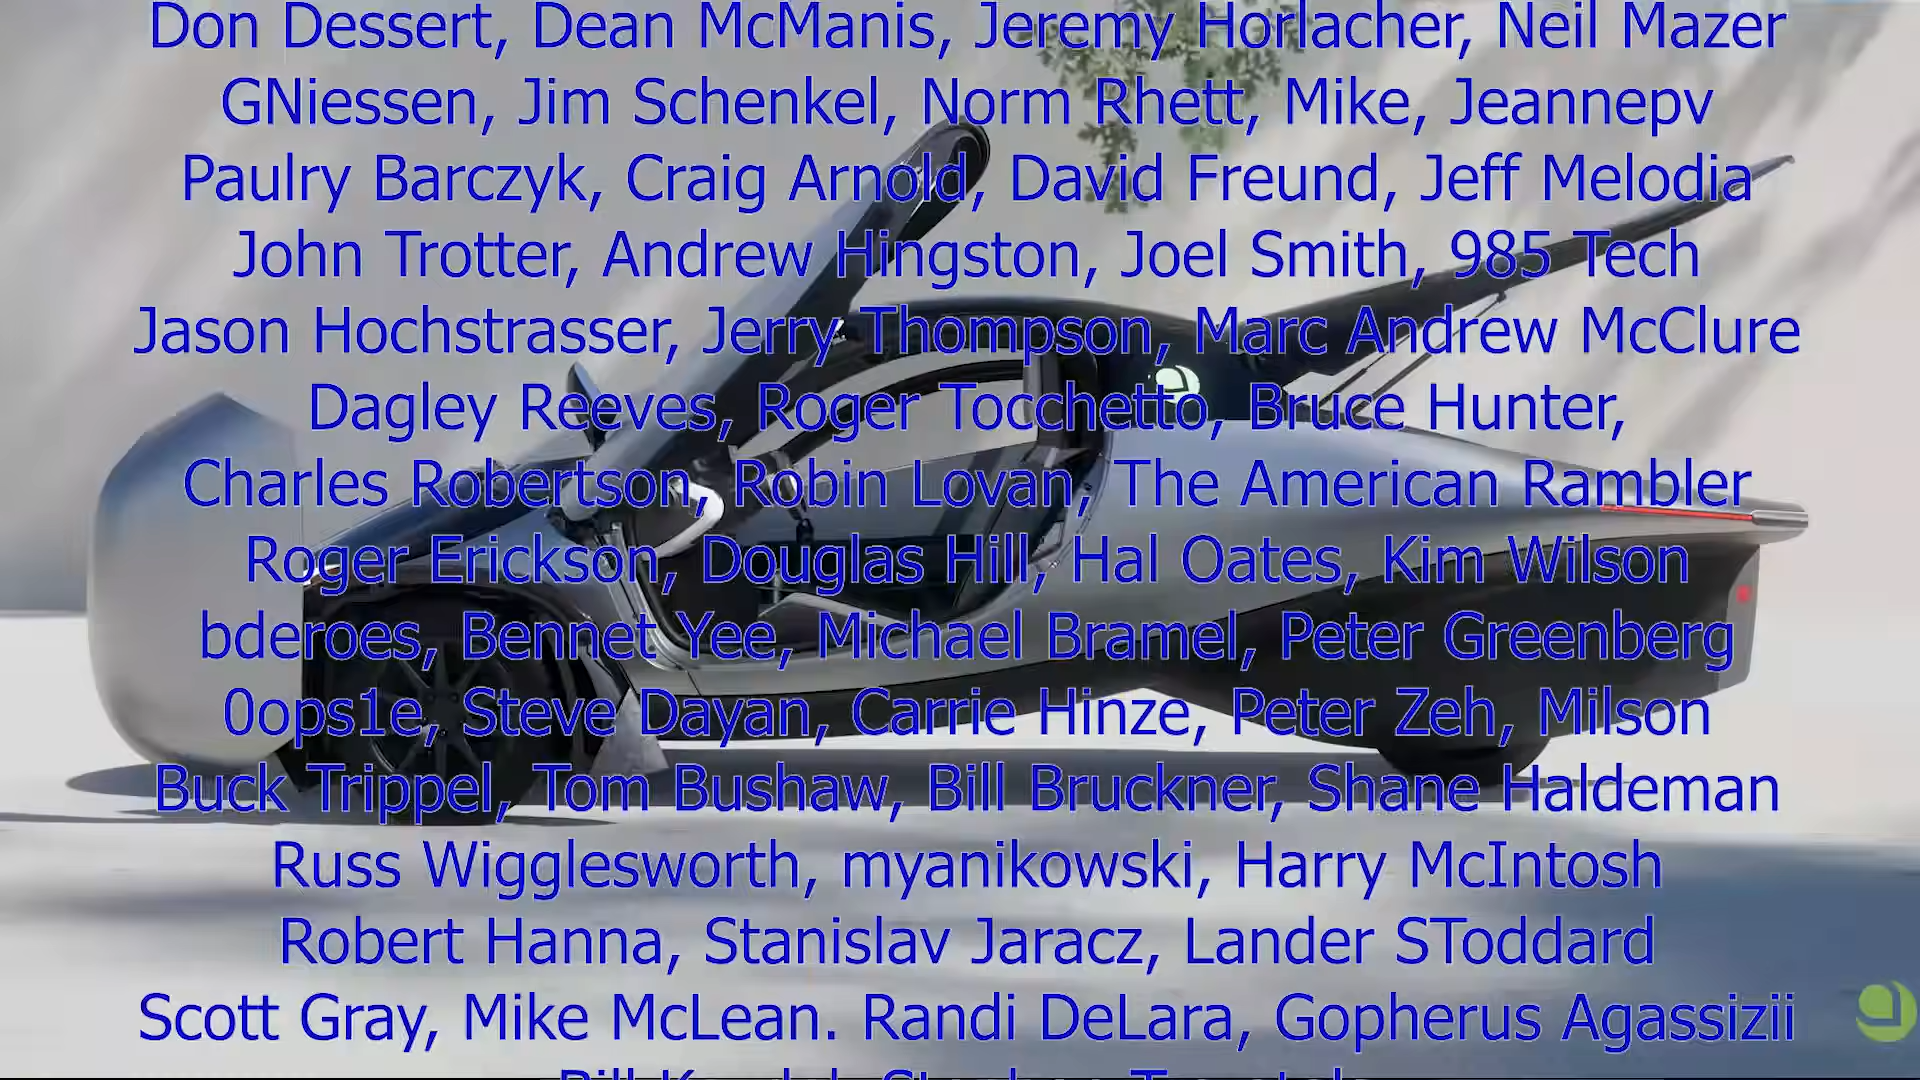 Don Dessert, Dean McManis, Jeremy Horlacher, Neil Mazer
GNiessen, Jim Schenkel, Norm Rhett, Mike, Jeannepv
Paulry Barczyk, Craig Arnold, David Freund, Jeff Melodia
John Trotter, Andrew Hingston, Joel Smith, 985 Tech
Jason Hochstrasser, Jerry Thompson, Marc Andrew McClure
Dagley Reeves, Roger Tocchetto, Bruce Hunter,
Charles Robertson, Robin Lovan, The American Rambler
Roger Erickson, Douglas Hill, Hal Oates, Kim Wilson
bderoes, Bennet Yee, Michael Bramel, Peter Greenberg
0ops1e, Steve Dayan, Carrie Hinze, Peter Zeh, Milson
Buck Trippel, Tom Bushaw, Bill Bruckner, Shane Haldeman
Russ Wigglesworth, myanikowski, Harry McIntosh
Robert Hanna, Stanislav Jaracz, Lander SToddard
Scott Gray, Mike McLean. Randi DeLara, Gopherus Agassizii